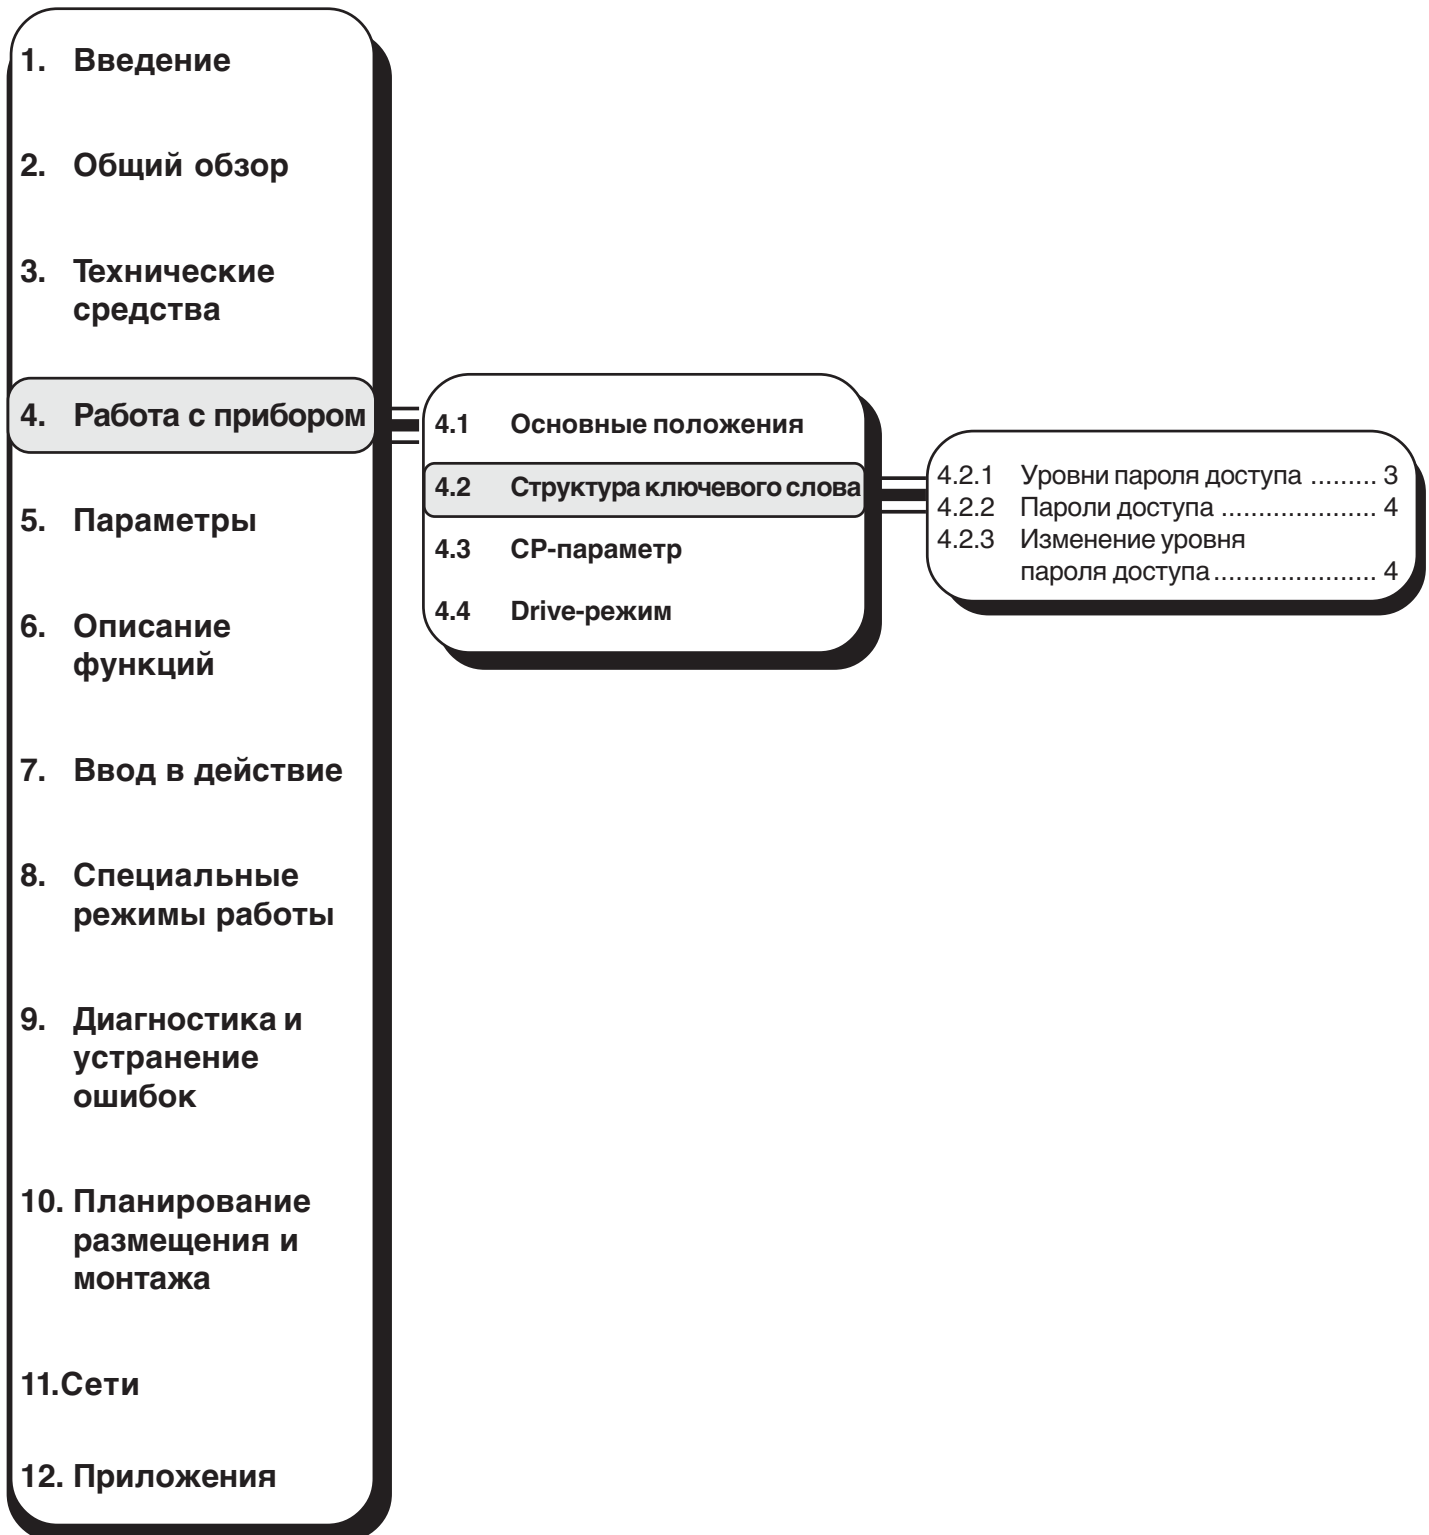 1. Введение
2. Общий обзор
3. Технические
средства
4. Работа с прибором
5. Параметры
6. Описание
функций
7. Ввод в действие
8. Специальные
режимы работы
9. Диагностика и
устранение
ошибок
10. Планирование
размещения и
монтажа
11.Сети
12. Приложения
4.1 Основные положения
4.2 Структура ключевого слова
4.3 CP-параметр
4.4 Drive-режим
4.2.1 Уровни пароля доступа ......... 3
4.2.2 Пароли доступа ..................... 4
4.2.3 Изменение уровня
пароля доступа...................... 4